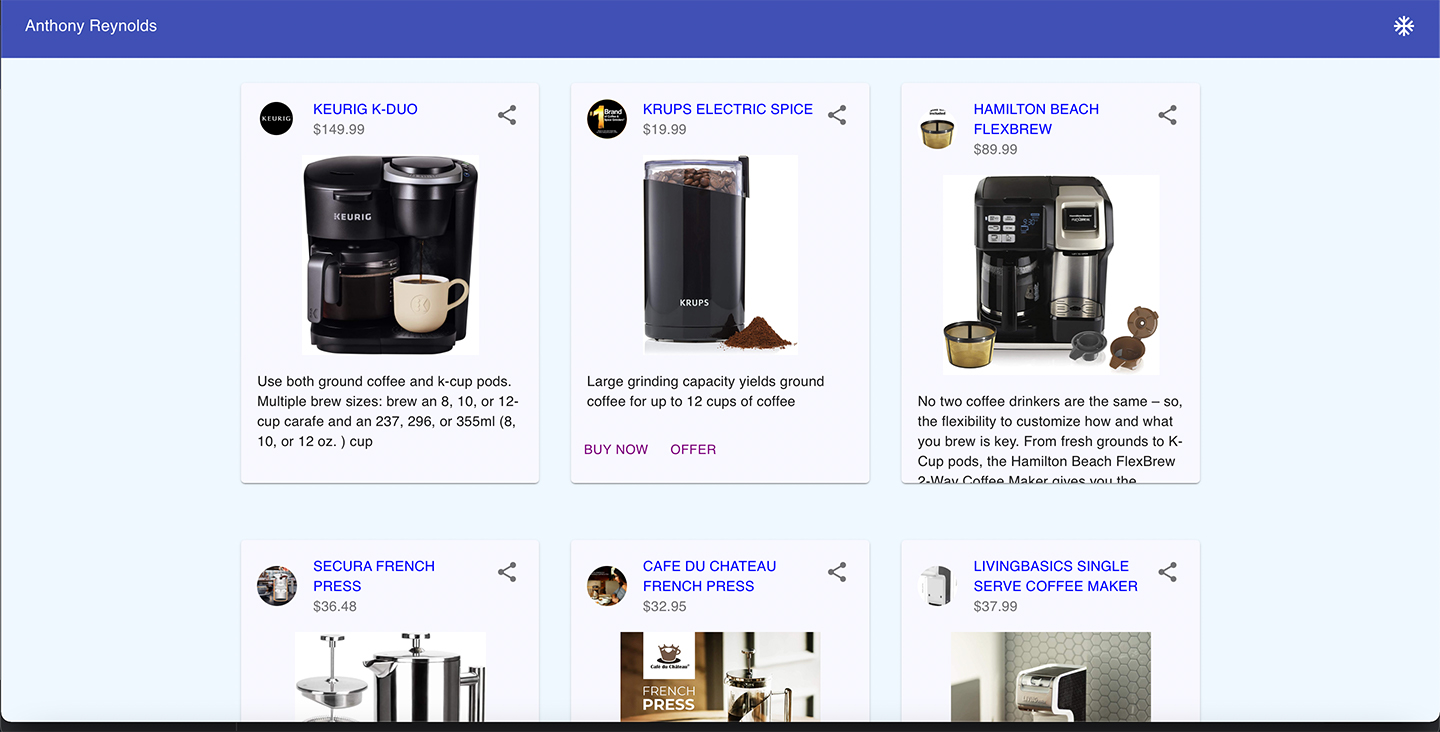 Anthony Reynolds
KEURIG
KEURIG K-DUO
$149.99
KEURIG
Use both ground coffee and k-cup pods.
Multiple brew sizes: brew an 8, 10, or 12-
cup carafe and an 237, 296, or 355ml (8,
10, or 12 oz. ) cup
#1 Brand
KRUPS ELECTRIC SPICE
$19.99
KRUPS
Large grinding capacity yields ground
coffee for up to 12 cups of coffee
BUY NOW OFFER
included
HAMILTON BEACH
FLEXBREW
$89.99
No two coffee drinkers are the same – so,
the flexibility to customize how and what
you brew is key. From fresh grounds to K-
Cup pods, the Hamilton Beach FlexBrew
2-Way Coffee Maker gives you the
SECURA FRENCH
PRESS
$36.48
CAFE DU CHATEAU
FRENCH PRESS
$32.95
Café du Château
FRENCH
PRESS
LIVINGBASICS SINGLE
SERVE COFFEE MAKER
$37.99